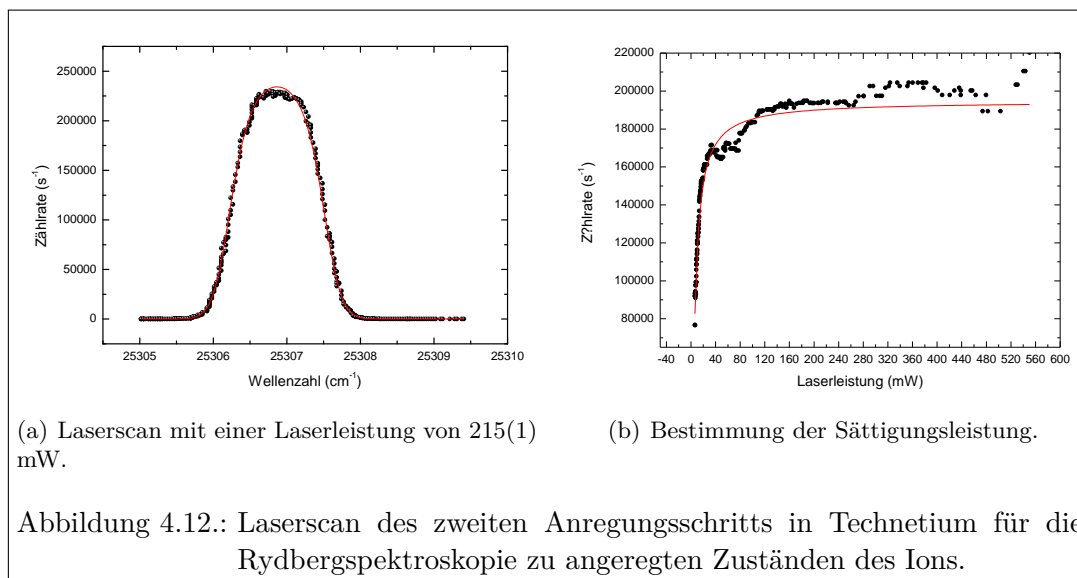 250000
200000
150000
100000
50000
0
Zählrate (s⁻¹)
25305 25306 25307 25308 25309 25310
Wellenzahl (cm⁻¹)
(a) Laserscan mit einer Laserleistung von 215(1)
mW.
220000
200000
180000
160000
140000
120000
100000
80000
Z?hlrate (s⁻¹)
-40 0 40 80 120 160 200 240 280 320 360 400 440 480 520 560 600
Laserleistung (mW)
(b) Bestimmung der Sättigungsleistung.
Abbildung 4.12.: Laserscan des zweiten Anregungsschritts in Technetium für die
Rydbergspektroskopie zu angeregten Zuständen des Ions.